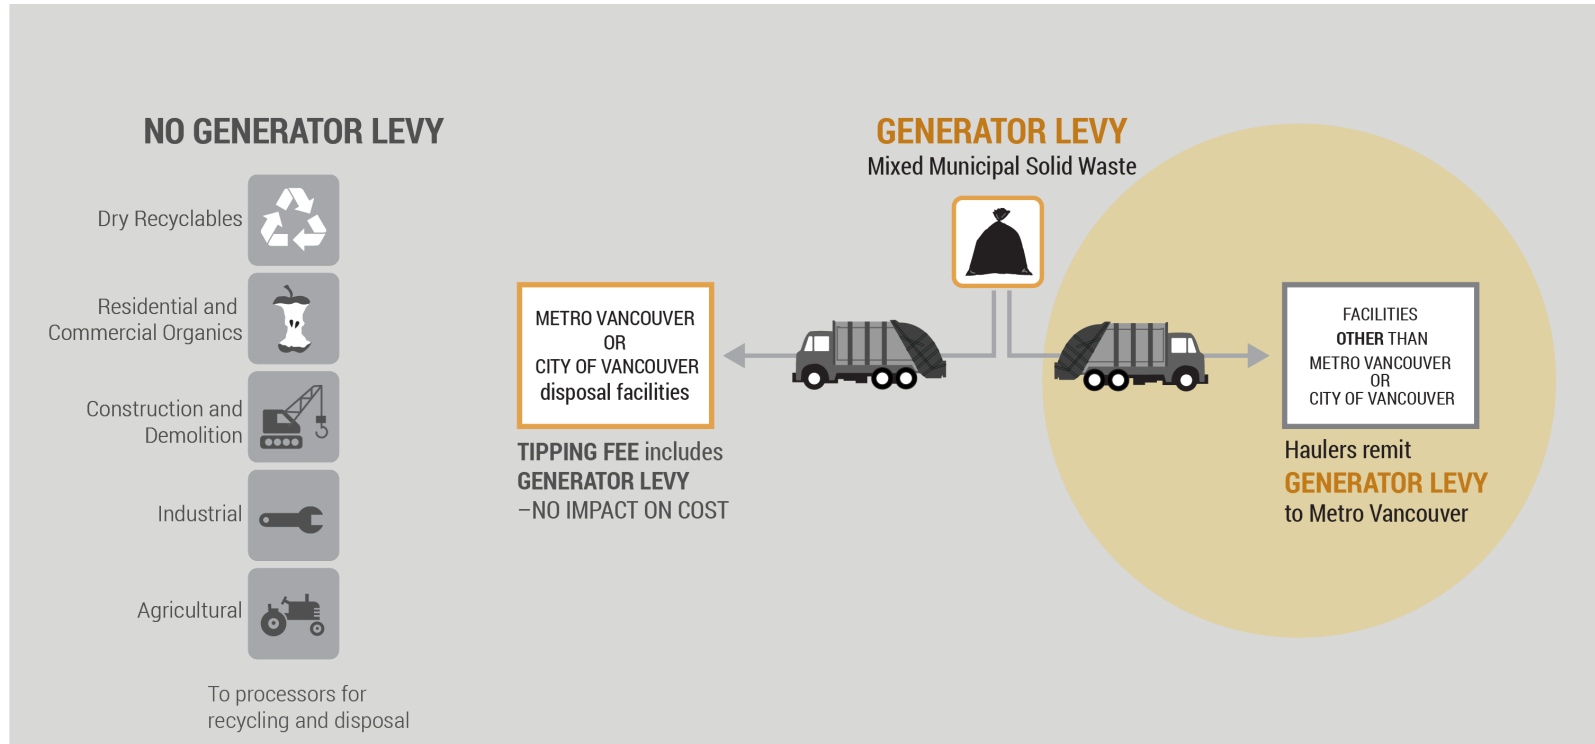 NO GENERATOR LEVY
Dry Recyclables
Residential and
Commercial Organics
Construction and
Demolition
Industrial
Agricultural
To processors for
recycling and disposal
GENERATOR LEVY
Mixed Municipal Solid Waste
METRO VANCOUVER
OR
CITY OF VANCOUVER
disposal facilities
TIPPING FEE includes
GENERATOR LEVY
–NO IMPACT ON COST
FACILITIES
OTHER THAN
METRO VANCOUVER
OR
CITY OF VANCOUVER
Haulers remit
GENERATOR LEVY
to Metro Vancouver